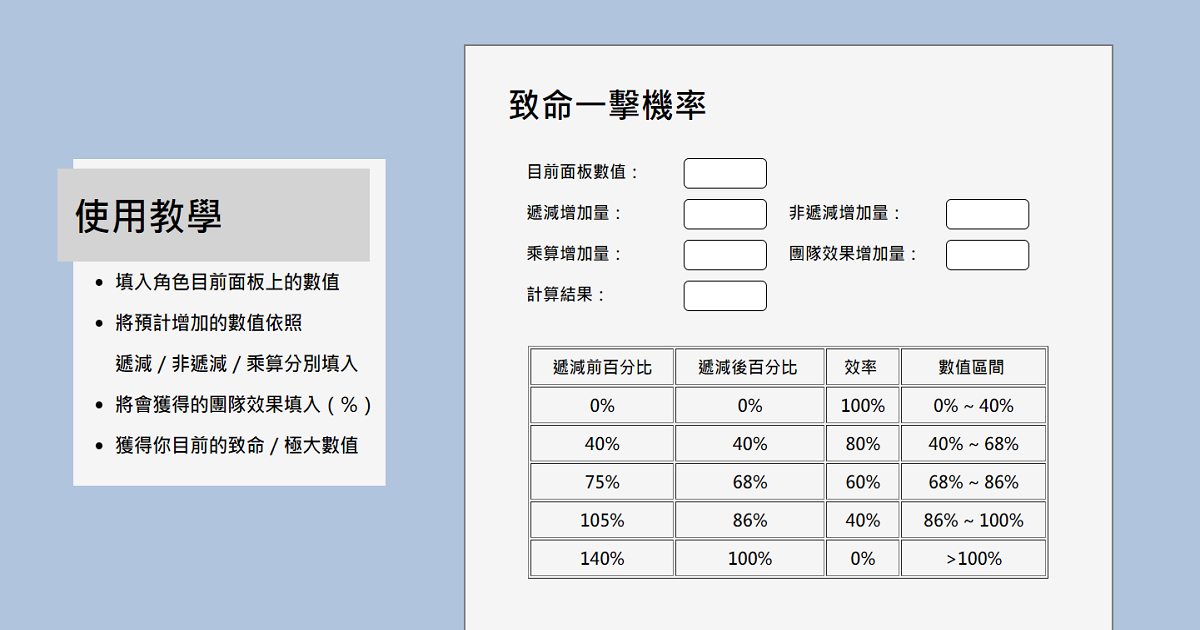 使用教學
填入角色目前面板上的數值
將預計增加的數值依照
遞減 / 非遞減 / 乘算分別填入
將會獲得的團隊效果填入 ( % )
獲得你目前的致命 / 極大數值
致命一擊機率
目前面板數值：
遞減增加量： 非遞減增加量：
乘算增加量： 團隊效果增加量：
計算結果：
遞減前百分比 遞減後百分比 效率 數值區間
0% 0% 100% 0% ~ 40%
40% 40% 80% 40% ~ 68%
75% 68% 60% 68% ~ 86%
105% 86% 40% 86% ~ 100%
140% 100% 0% >100%